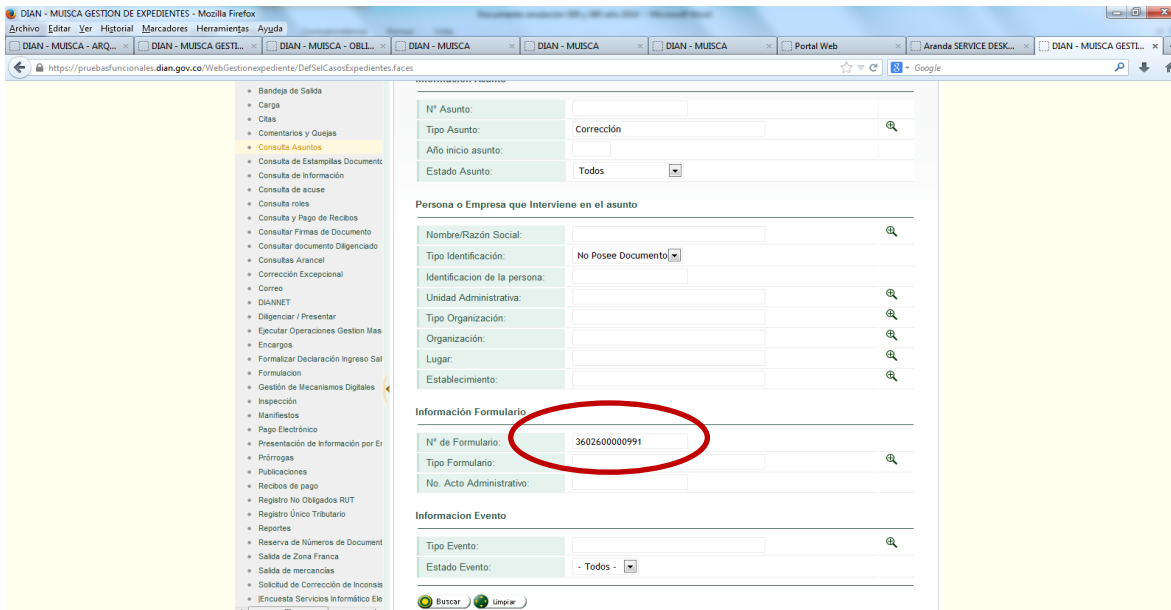 DIAN - MUISCA GESTION DE EXPEDIENTES - Mozilla Firefox
Archivo Editar Ver Historial Marcadores Herramientas Ayuda
DIAN - MUISCA - ARQ... DIAN - MUISCA GESTI... DIAN - MUISCA - OBLI... DIAN - MUISCA DIAN - MUISCA DIAN - MUISCA Portal Web Aranda SERVICE DESK... DIAN - MUISCA GESTI...
https://pruebasfuncionales.dian.gov.co/WebGestionexpediente/DefSelCasosExpedientes.faces Google
Bandeja de Salida
Carga
Citas
Comentarios y Quejas
Consulta Asuntos
Consulta de Estampillas Documento
Consulta de Información
Consulta de acuse
Consulta roles
Consulta y Pago de Recibos
Consultar Firmas de Documento
Consultar documento Diligenciado
Consultas Arancel
Corrección Excepcional
Correo
DIANNET
Diligenciar / Presentar
Ejecutar Operaciones Gestion Mas
Encargos
Formalizar Declaración Ingreso Sal
Formulacion
Gestión de Mecanismos Digitales
Inspección
Manifiestos
Pago Electrónico
Presentación de Información por Er
Prórrogas
Publicaciones
Recibos de pago
Registro No Obligados RUT
Registro Único Tributario
Reportes
Reserva de Números de Document
Salida de Zona Franca
Salida de mercancías
Solicitud de Corrección de Inconsis
|Encuesta Servicios Informático Ele
N° Asunto:
Tipo Asunto: Corrección
Año inicio asunto:
Estado Asunto: Todos
Persona o Empresa que Interviene en el asunto
Nombre/Razón Social:
Tipo Identificación: No Posee Documento
Identificacion de la persona:
Unidad Administrativa:
Tipo Organización:
Organización:
Lugar:
Establecimiento:
Información Formulario
N° de Formulario: 3602600000991
Tipo Formulario:
No. Acto Administrativo:
Informacion Evento
Tipo Evento:
Estado Evento: - Todos -
Buscar Limpiar